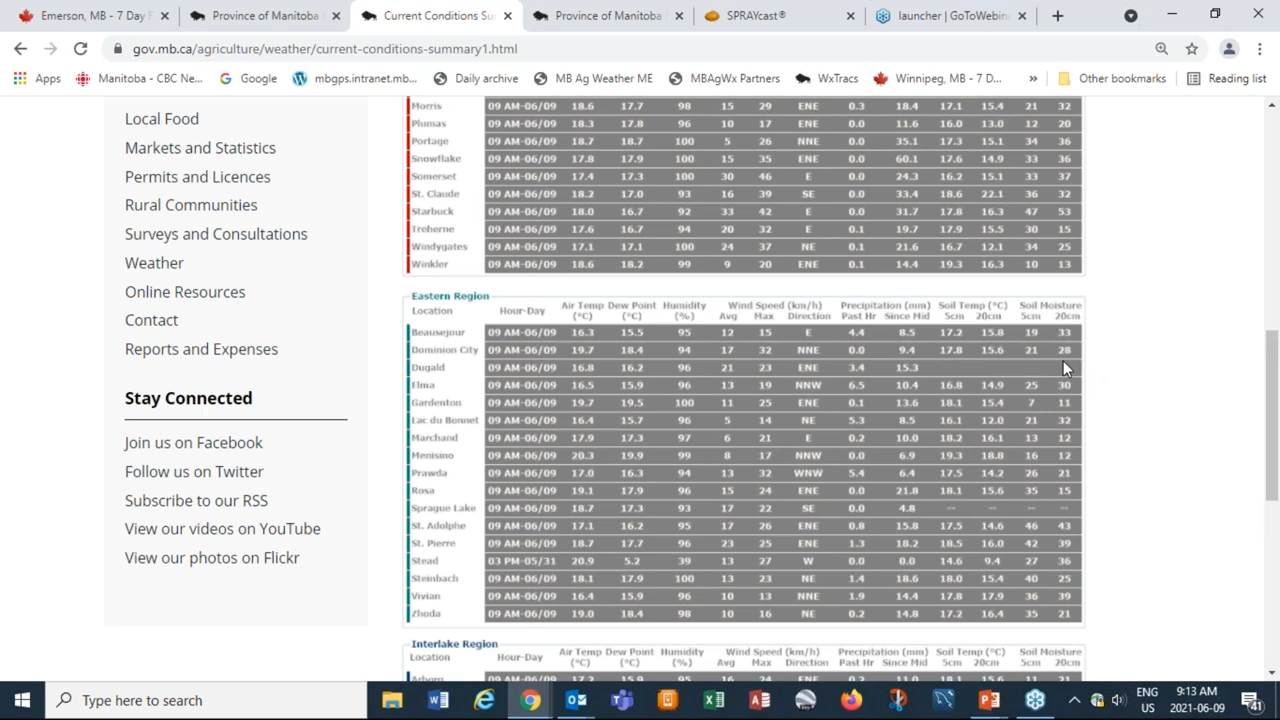 Emerson, MB - 7 Day F
Province of Manitoba
Current Conditions Su
Province of Manitoba
SPRAYcast®
launcher | GoToWebin
gov.mb.ca/agriculture/weather/current-conditions-summary1.html
Apps Manitoba - CBC Ne... Google mbgps.intranet.mb... Daily archive MB Ag Weather ME MBAgWx Partners WxTracs Winnipeg, MB - 7 D... » Other bookmarks Reading list
Local Food
Markets and Statistics
Permits and Licences
Rural Communities
Surveys and Consultations
Weather
Online Resources
Contact
Reports and Expenses
Stay Connected
Join us on Facebook
Follow us on Twitter
Subscribe to our RSS
View our videos on YouTube
View our photos on Flickr
Morris 09 AM-06/09 18.6 17.7 98 15 29 ENE 0.3 18.4 17.1 15.4 21 32
Plumas 09 AM-06/09 18.3 17.8 96 10 17 ENE 0.0 11.6 16.0 13.0 12 20
Portage 09 AM-06/09 18.7 18.7 100 5 26 NNE 0.0 35.1 17.3 15.1 34 36
Snowflake 09 AM-06/09 17.8 17.9 100 15 35 ENE 0.0 60.1 17.6 14.9 33 36
Somerset 09 AM-06/09 17.4 17.3 100 30 46 E 0.0 24.3 16.2 15.1 33 37
St. Claude 09 AM-06/09 18.2 17.0 93 16 39 SE 0.0 33.4 18.6 22.1 36 32
Starbuck 09 AM-06/09 18.0 16.7 92 33 42 E 0.0 31.7 17.8 16.3 47 53
Treherne 09 AM-06/09 17.6 16.7 94 20 32 E 0.1 19.7 17.9 15.5 30 15
Windygates 09 AM-06/09 17.1 17.1 100 24 37 NE 0.1 21.6 16.7 12.1 34 25
Winkler 09 AM-06/09 18.6 18.2 99 9 20 ENE 0.1 14.4 19.3 16.3 10 13
Eastern Region
Location Hour-Day Air Temp (°C) Dew Point (°C) Humidity (%) Wind Speed (km/h) Avg Max Direction Precipitation (mm) Past Hr Since Mid Soil Temp (°C) 5cm 20cm Soil Moisture 5cm 20cm
Beausejour 09 AM-06/09 16.3 15.5 95 12 15 E 4.4 8.5 17.2 15.8 19 33
Dominion City 09 AM-06/09 19.7 18.4 94 17 32 NNE 0.0 9.4 17.8 15.6 21 28
Dugald 09 AM-06/09 16.8 16.2 96 21 23 ENE 3.4 15.3
Elma 09 AM-06/09 16.5 15.9 96 13 19 NNW 6.5 10.4 16.8 14.9 25 30
Gardenton 09 AM-06/09 19.7 19.5 100 11 25 ENE 0.1 13.6 18.1 15.4 7 11
Lac du Bonnet 09 AM-06/09 16.4 15.7 96 5 14 NE 5.3 8.5 16.1 12.0 21 32
Marchand 09 AM-06/09 17.9 17.3 97 6 21 E 0.2 10.0 18.2 16.1 13 12
Menisino 09 AM-06/09 20.3 19.9 99 8 17 NNW 0.0 6.9 19.3 18.8 16 12
Prawda 09 AM-06/09 17.0 16.3 94 13 32 WNW 0.0 6.4 17.5 14.2 26 21
Rosa 09 AM-06/09 19.1 17.9 96 15 24 ENE 0.0 21.8 18.1 15.6 35 15
Sprague Lake 09 AM-06/09 18.7 17.3 93 17 22 SE 0.0 4.8 -- -- -- --
St. Adolphe 09 AM-06/09 17.1 16.2 95 17 26 ENE 0.8 15.8 17.5 14.6 46 43
St. Pierre 09 AM-06/09 18.7 17.7 96 23 25 ENE 1.3 18.2 18.5 16.0 42 39
Stead 03 PM-05/31 20.9 5.2 39 13 27 W 0.0 0.0 14.6 9.4 27 36
Steinbach 09 AM-06/09 18.1 17.9 100 13 23 NE 1.4 18.6 18.0 15.4 40 25
Vivian 09 AM-06/09 16.4 15.9 96 10 13 NNE 1.9 14.4 17.8 17.9 36 39
Zhoda 09 AM-06/09 19.0 18.4 98 10 16 NE 0.2 14.8 17.2 16.4 35 21
Interlake Region
Location Hour-Day Air Temp (°C) Dew Point (°C) Humidity (%) Wind Speed (km/h) Avg Max Direction Precipitation (mm) Past Hr Since Mid Soil Temp (°C) 5cm 20cm Soil Moisture 5cm 20cm
Type here to search
ENG
US
9:13 AM
2021-06-09
41